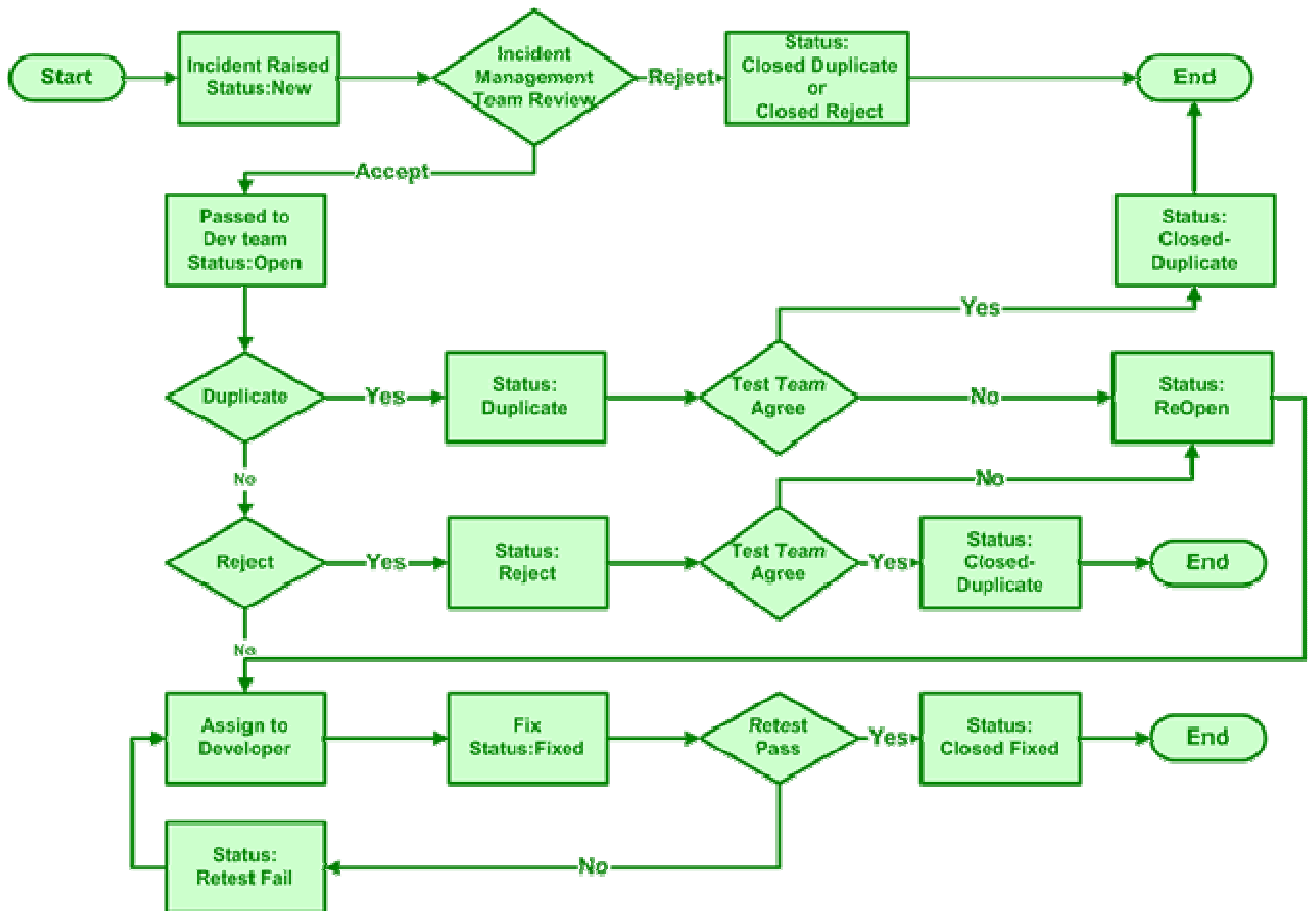 Start
Incident Raised
Status:New
Incident
Management
Team Review
Reject
Status:
Closed Duplicate
or
Closed Reject
End
Accept
Passed to
Dev team
Status:Open
Status:
Closed-
Duplicate
Yes
Duplicate
Yes
Status:
Duplicate
Test Team
Agree
No
Status:
ReOpen
No
No
Reject
Yes
Status:
Reject
Test Team
Agree
Yes
Status:
Closed-
Duplicate
End
No
Assign to
Developer
Fix
Status:Fixed
Retest
Pass
Yes
Status:
Closed Fixed
End
Status:
Retest Fail
No